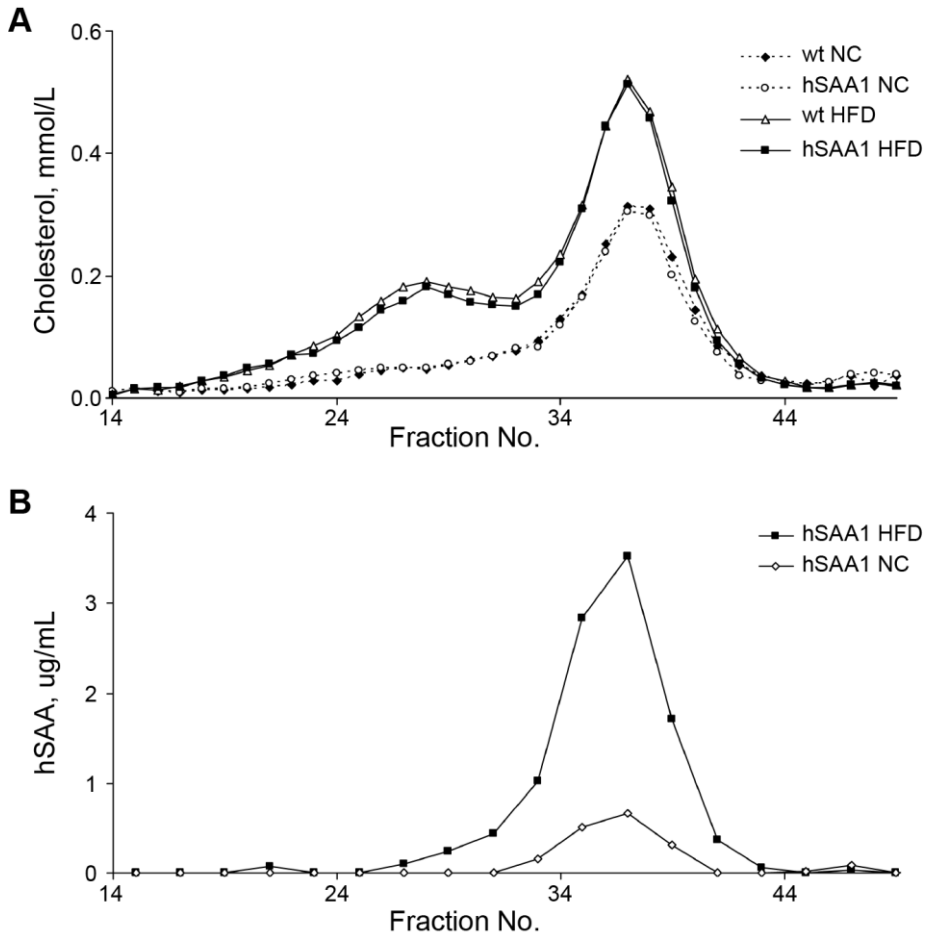 A
Cholesterol, mmol/L
0.6
0.4
0.2
0.0
14
24
34
44
Fraction No.
wt NC
hSAA1 NC
wt HFD
hSAA1 HFD
B
hSAA, ug/mL
4
3
2
1
0
14
24
34
44
Fraction No.
hSAA1 HFD
hSAA1 NC